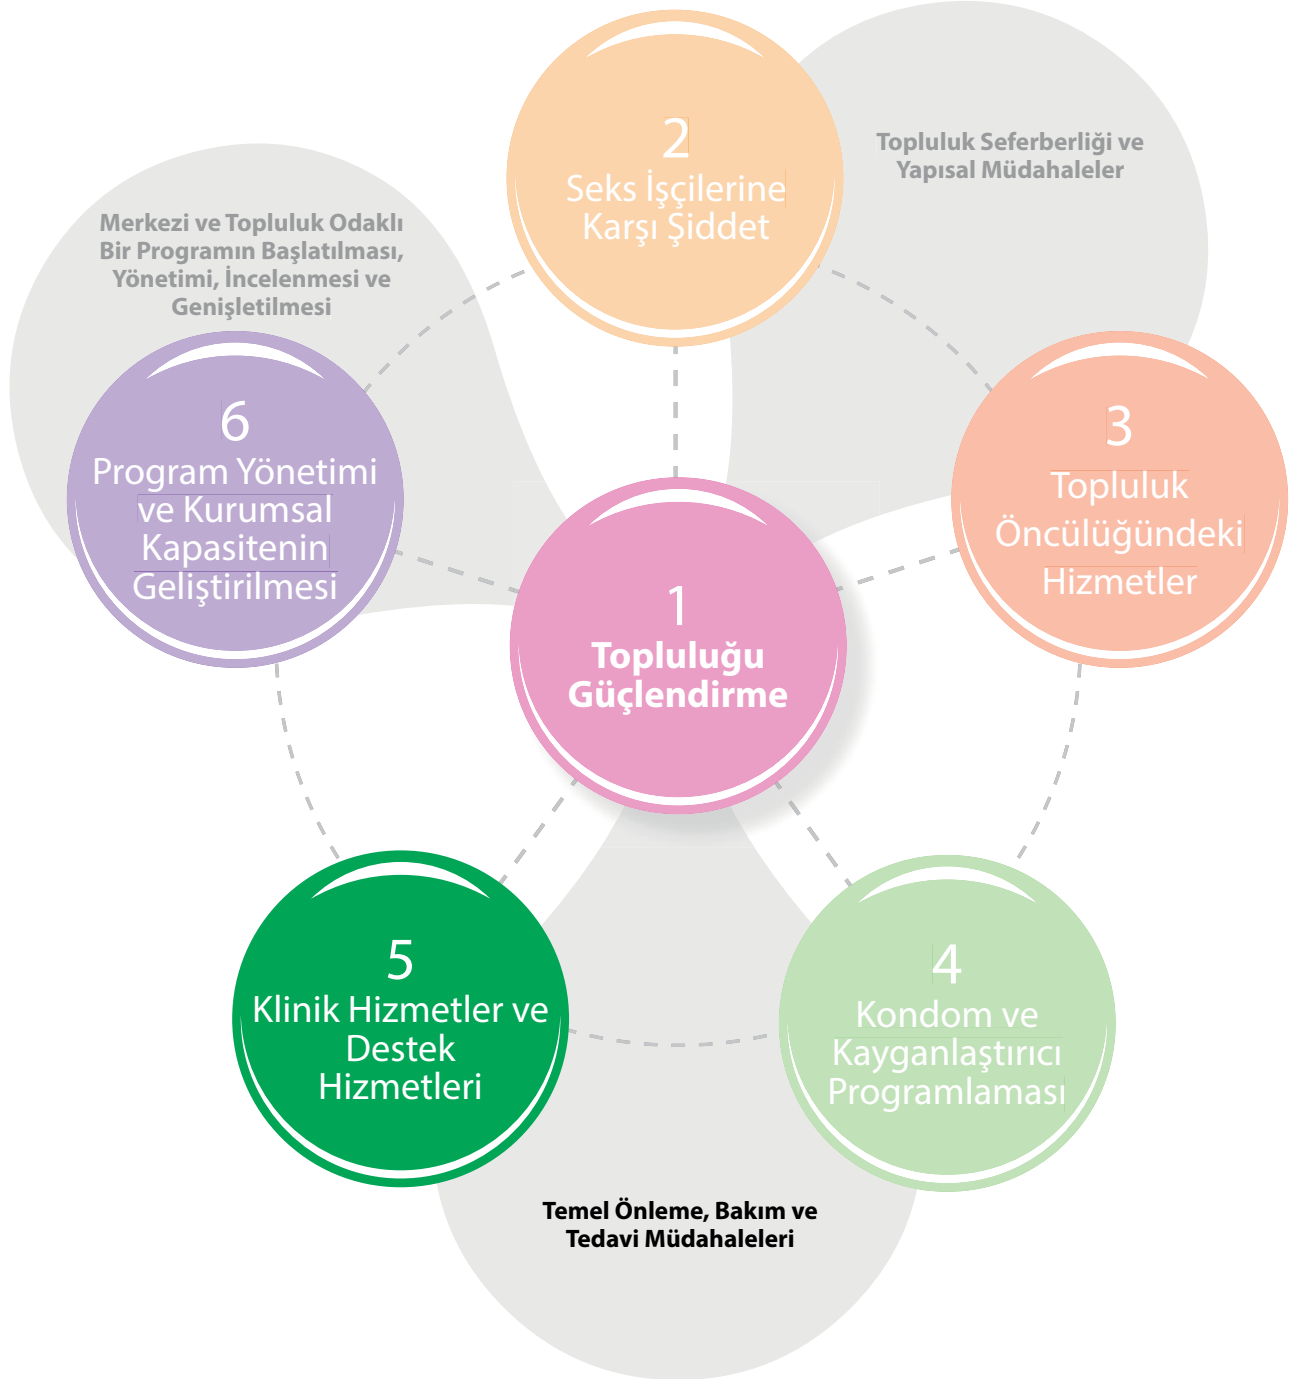 2
Seks İşçilerine
Karşı Şiddet
Topluluk Seferberliği ve
Yapısal Müdahaleler
Merkezi ve Topluluk Odaklı
Bir Programın Başlatılması,
Yönetimi, İncelenmesi ve
Genişletilmesi
6
Program Yönetimi
ve Kurumsal
Kapasitenin
Geliştirilmesi
3
Topluluk
Öncülüğündeki
Hizmetler
1
Topluluğu
Güçlendirme
5
Klinik Hizmetler ve
Destek
Hizmetleri
4
Kondom ve
Kayganlaştırıcı
Programlaması
Temel Önleme, Bakım ve
Tedavi Müdahaleleri